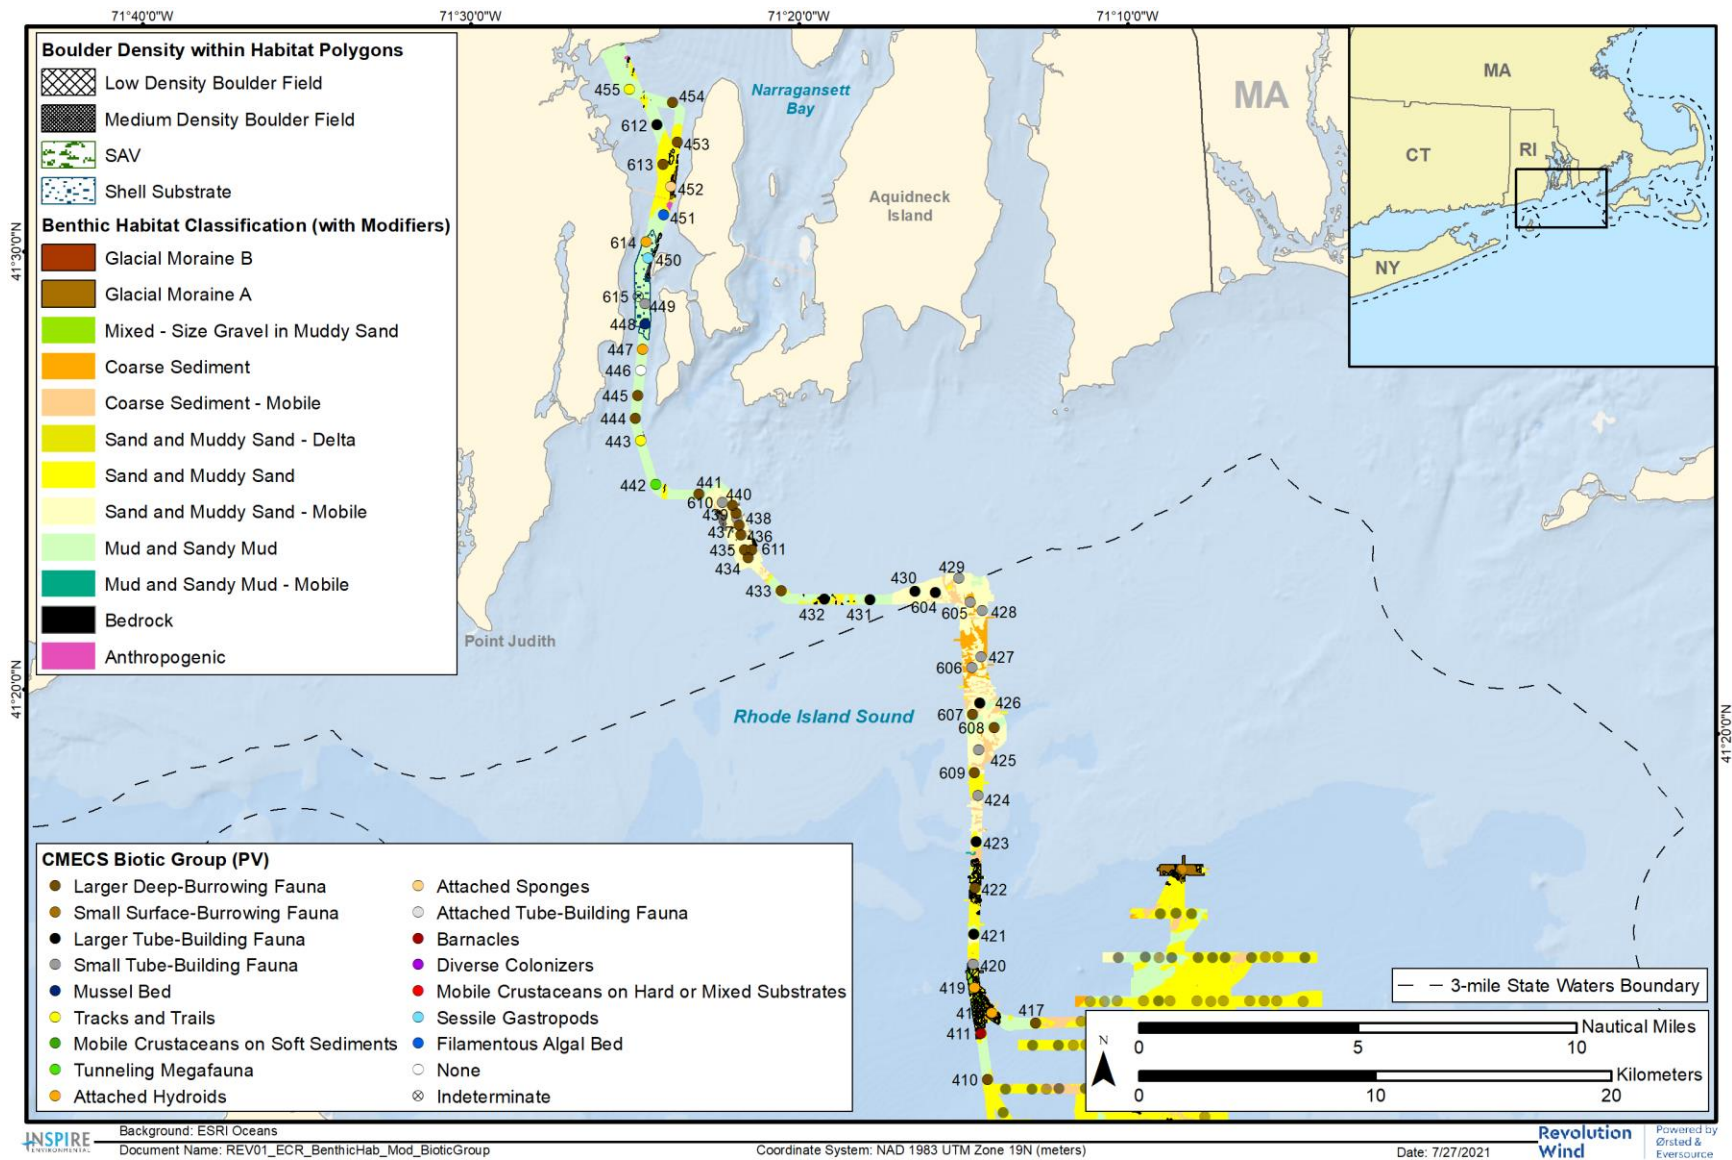 71°40'0"W
71°30'0"W
71°20'0"W
71°10'0"W
Boulder Density within Habitat Polygons
Low Density Boulder Field
Medium Density Boulder Field
SAV
Shell Substrate
Benthic Habitat Classification (with Modifiers)
Glacial Moraine B
Glacial Moraine A
Mixed - Size Gravel in Muddy Sand
Coarse Sediment
Coarse Sediment - Mobile
Sand and Muddy Sand - Delta
Sand and Muddy Sand
Sand and Muddy Sand - Mobile
Mud and Sandy Mud
Mud and Sandy Mud - Mobile
Bedrock
Anthropogenic
41°30'0"N
41°20'0"N
41°20'0"N
Narragansett
Bay
Aquidneck
Island
MA
MA
CT
RI
NY
455
454
612
453
613
452
451
614
450
615
449
448
447
446
445
444
443
442
441
610
440
439
438
437
436
435
611
434
433
432
431
430
604
429
605
428
427
606
426
607
608
425
609
424
423
422
421
420
419
41
417
411
410
Point Judith
Rhode Island Sound
CMECS Biotic Group (PV)
Larger Deep-Burrowing Fauna
Small Surface-Burrowing Fauna
Larger Tube-Building Fauna
Small Tube-Building Fauna
Mussel Bed
Tracks and Trails
Mobile Crustaceans on Soft Sediments
Tunneling Megafauna
Attached Hydroids
Attached Sponges
Attached Tube-Building Fauna
Barnacles
Diverse Colonizers
Mobile Crustaceans on Hard or Mixed Substrates
Sessile Gastropods
Filamentous Algal Bed
None
Indeterminate
3-mile State Waters Boundary
N
Nautical Miles
0 5 10
Kilometers
0 10 20
INSPIRE
ENVIRONMENTAL
Background: ESRI Oceans
Document Name: REV01_ECR_BenthicHab_Mod_BioticGroup
Coordinate System: NAD 1983 UTM Zone 19N (meters)
Date: 7/27/2021
Revolution
Wind
Powered by
Ørsted &
Eversource